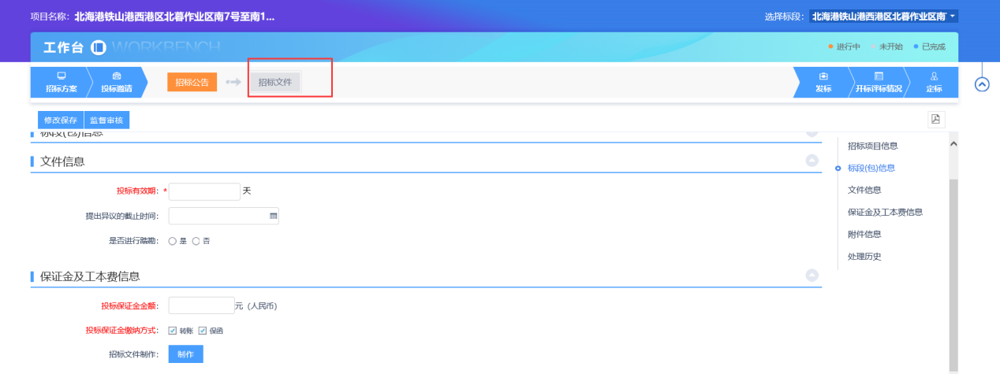 项目名称: 北海港铁山港西港区北暮作业区南7号至南1...
选择标段: 北海港铁山港西港区北暮作业区南
工作台 WORKBENCH
进行中 未开始 已完成
招标方案 投标邀请 招标公告 招标文件 发标 开标评标情况 定标
修改保存 监督审核
标段(包)信息
文件信息
投标有效期: * 天
提出异议的截止时间:
是否进行踏勘: 是 否
保证金及工本费信息
投标保证金金额: 元 (人民币)
投标保证金缴纳方式: 转账 保函
招标文件制作: 制作
招标项目信息
标段(包)信息
文件信息
保证金及工本费信息
附件信息
处理历史